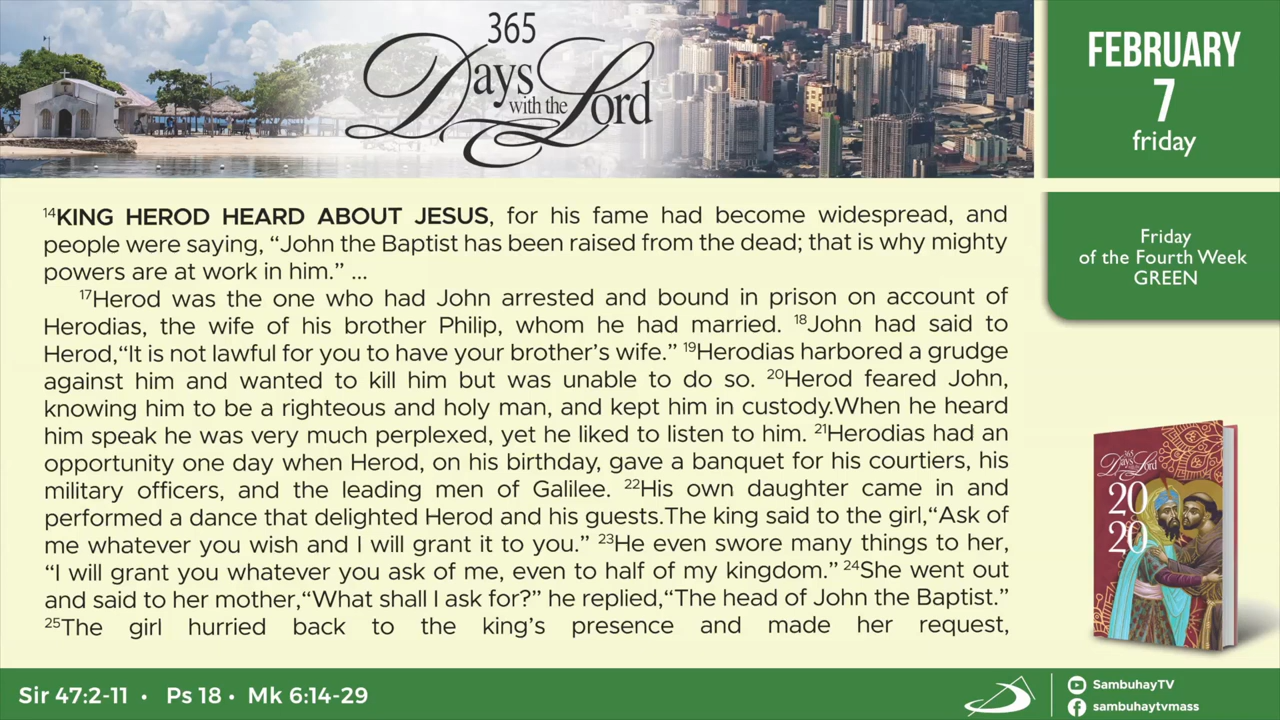 365
Days with the Lord
FEBRUARY
7
friday
Friday
of the Fourth Week
GREEN
14KING HEROD HEARD ABOUT JESUS, for his fame had become widespread, and
people were saying, “John the Baptist has been raised from the dead; that is why mighty
powers are at work in him.” ...
17Herod was the one who had John arrested and bound in prison on account of
Herodias, the wife of his brother Philip, whom he had married. 18John had said to
Herod,“It is not lawful for you to have your brother’s wife.” 19Herodias harbored a grudge
against him and wanted to kill him but was unable to do so. 20Herod feared John,
knowing him to be a righteous and holy man, and kept him in custody.When he heard
him speak he was very much perplexed, yet he liked to listen to him. 21Herodias had an
opportunity one day when Herod, on his birthday, gave a banquet for his courtiers, his
military officers, and the leading men of Galilee. 22His own daughter came in and
performed a dance that delighted Herod and his guests.The king said to the girl,“Ask of
me whatever you wish and I will grant it to you.” 23He even swore many things to her,
“I will grant you whatever you ask of me, even to half of my kingdom.” 24She went out
and said to her mother,“What shall I ask for?” he replied,“The head of John the Baptist.”
25The girl hurried back to the king’s presence and made her request,
365
Days with the Lord
20
20
Sir 47:2-11 • Ps 18 • Mk 6:14-29
SambuhayTV
sambuhaytvmass